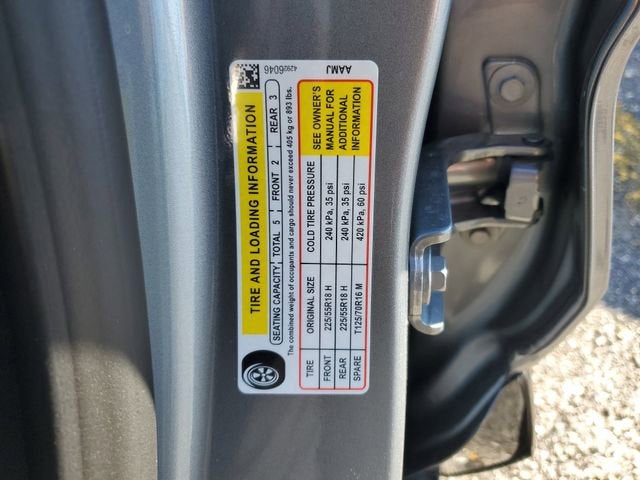 42926046
AAMJ
TIRE AND LOADING INFORMATION
SEATING CAPACITY TOTAL 5 FRONT 2 REAR 3
The combined weight of occupants and cargo should never exceed 405 kg or 893 lbs.
TIRE ORIGINAL SIZE COLD TIRE PRESSURE
FRONT 225/55R18 H 240 kPa, 35 psi
REAR 225/55R18 H 240 kPa, 35 psi
SPARE T125/70R16 M 420 kPa, 60 psi
SEE OWNER'S
MANUAL FOR
ADDITIONAL
INFORMATION